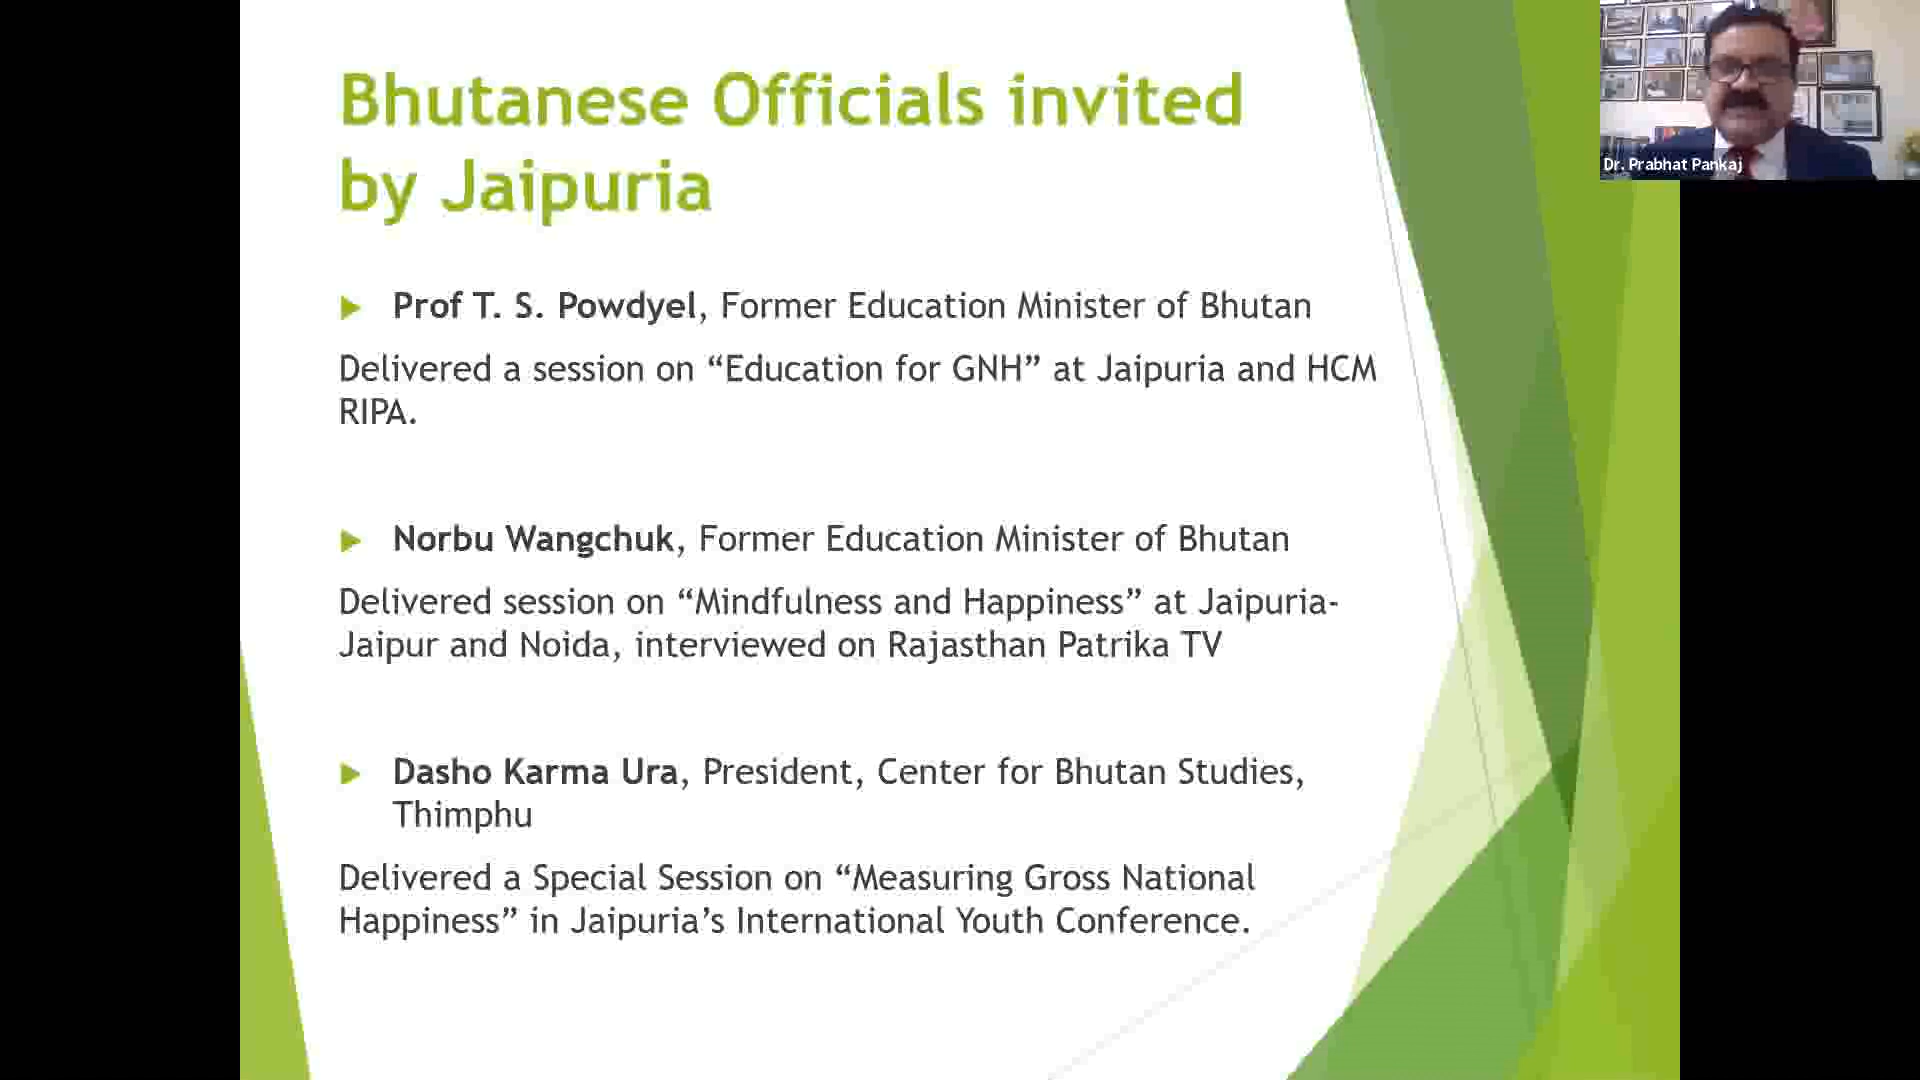 Bhutanese Officials invited
by Jaipuria
Prof T. S. Powdyel, Former Education Minister of Bhutan
Delivered a session on “Education for GNH” at Jaipuria and HCM
RIPA.
Norbu Wangchuk, Former Education Minister of Bhutan
Delivered session on “Mindfulness and Happiness” at Jaipuria-
Jaipur and Noida, interviewed on Rajasthan Patrika TV
Dasho Karma Ura, President, Center for Bhutan Studies,
Thimphu
Delivered a Special Session on “Measuring Gross National
Happiness” in Jaipuria’s International Youth Conference.
Dr. Prabhat Pankaj